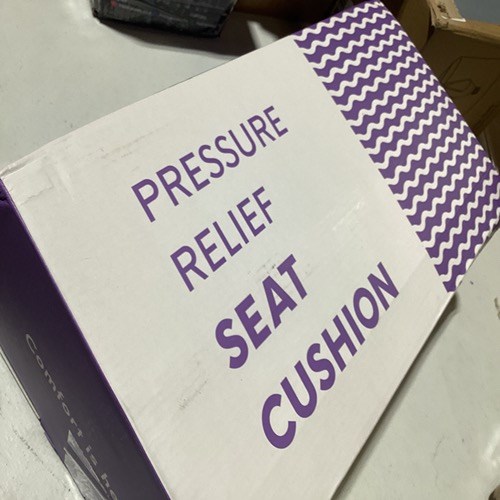 PRESSURE
RELIEF
SEAT
CUSHION
Comfort is